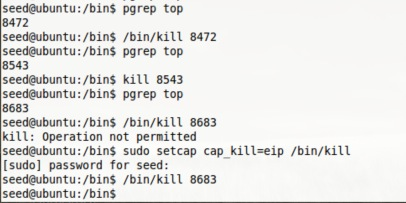 seed@ubuntu:/bin$ pgrep top
8472
seed@ubuntu:/bin$ /bin/kill 8472
seed@ubuntu:/bin$ pgrep top
8543
seed@ubuntu:/bin$ kill 8543
seed@ubuntu:/bin$ pgrep top
8683
seed@ubuntu:/bin$ /bin/kill 8683
kill: Operation not permitted
seed@ubuntu:/bin$ sudo setcap cap_kill=eip /bin/kill
[sudo] password for seed:
seed@ubuntu:/bin$ /bin/kill 8683
seed@ubuntu:/bin$